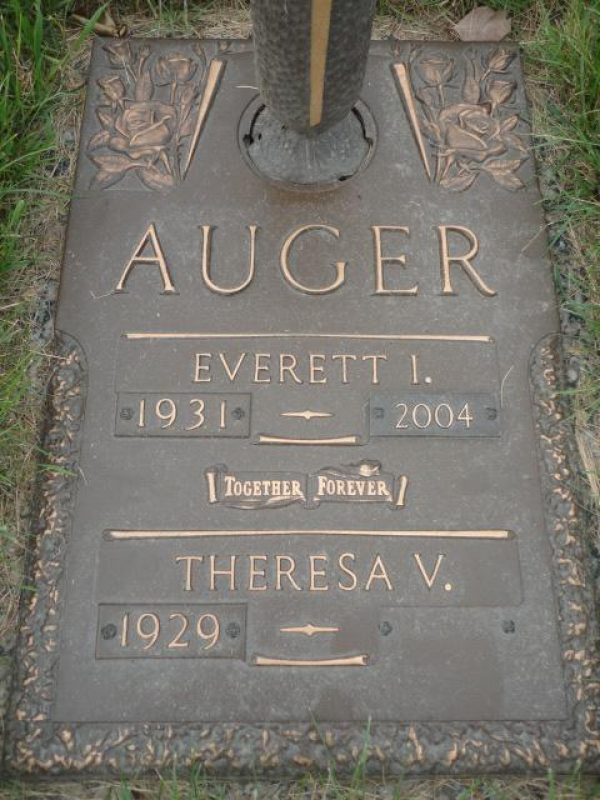 AUGER
EVERETT I.
1931 2004
TOGETHER FOREVER
THERESA V.
1929